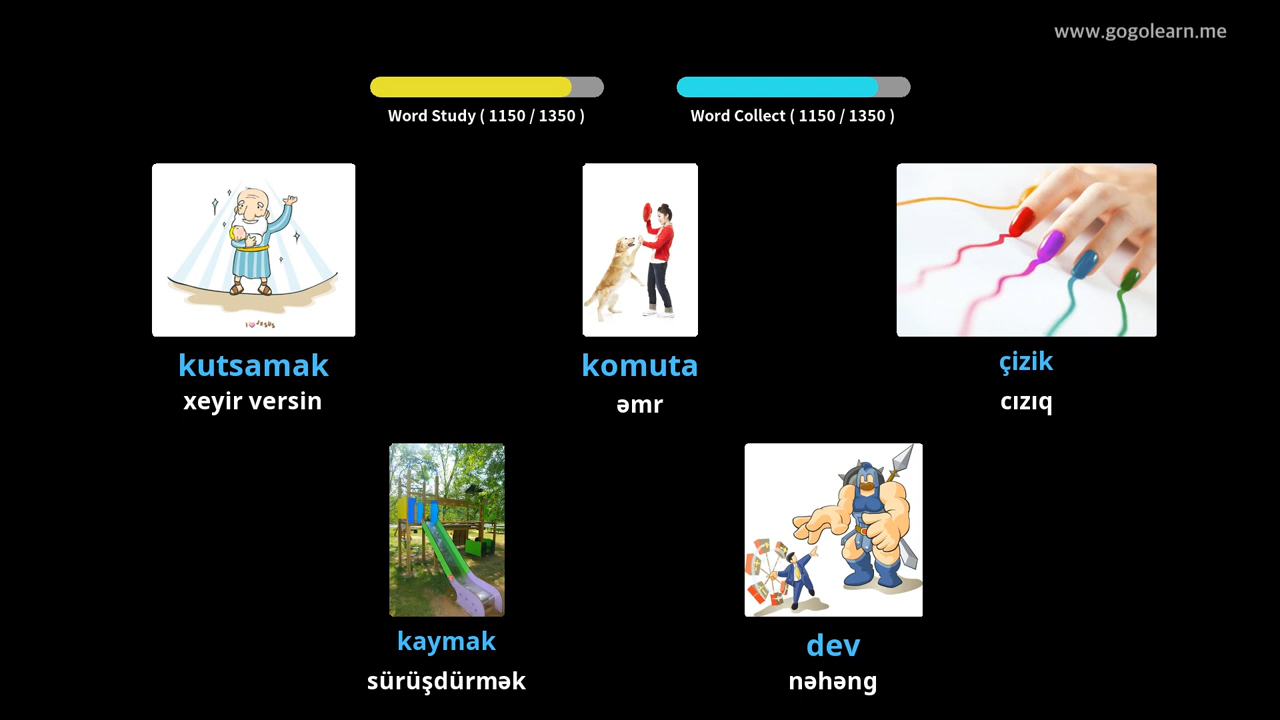 www.gogolearn.me
Word Study ( 1150 / 1350 )
Word Collect ( 1150 / 1350 )
kutsamak
xeyir versin
komuta
əmr
çizik
cızıq
kaymak
sürüşdürmək
dev
nəhəng